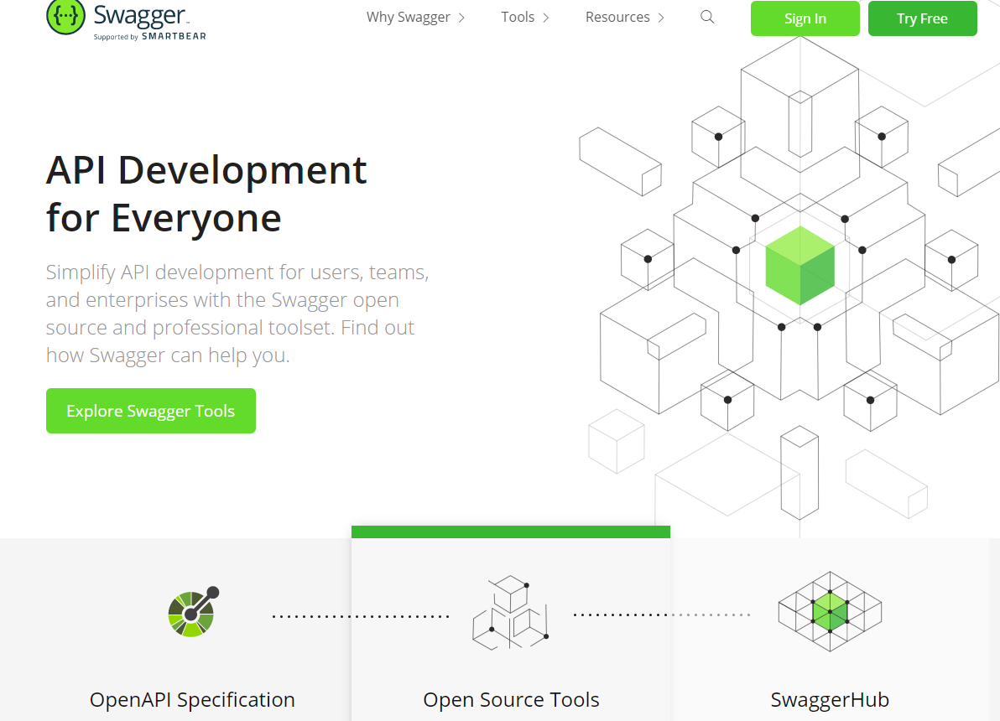 {···} Swagger™
Supported by SMARTBEAR
Why Swagger
Tools
Resources
Sign In
Try Free
API Development
for Everyone
Simplify API development for users, teams,
and enterprises with the Swagger open
source and professional toolset. Find out
how Swagger can help you.
Explore Swagger Tools
OpenAPI Specification
Open Source Tools
SwaggerHub